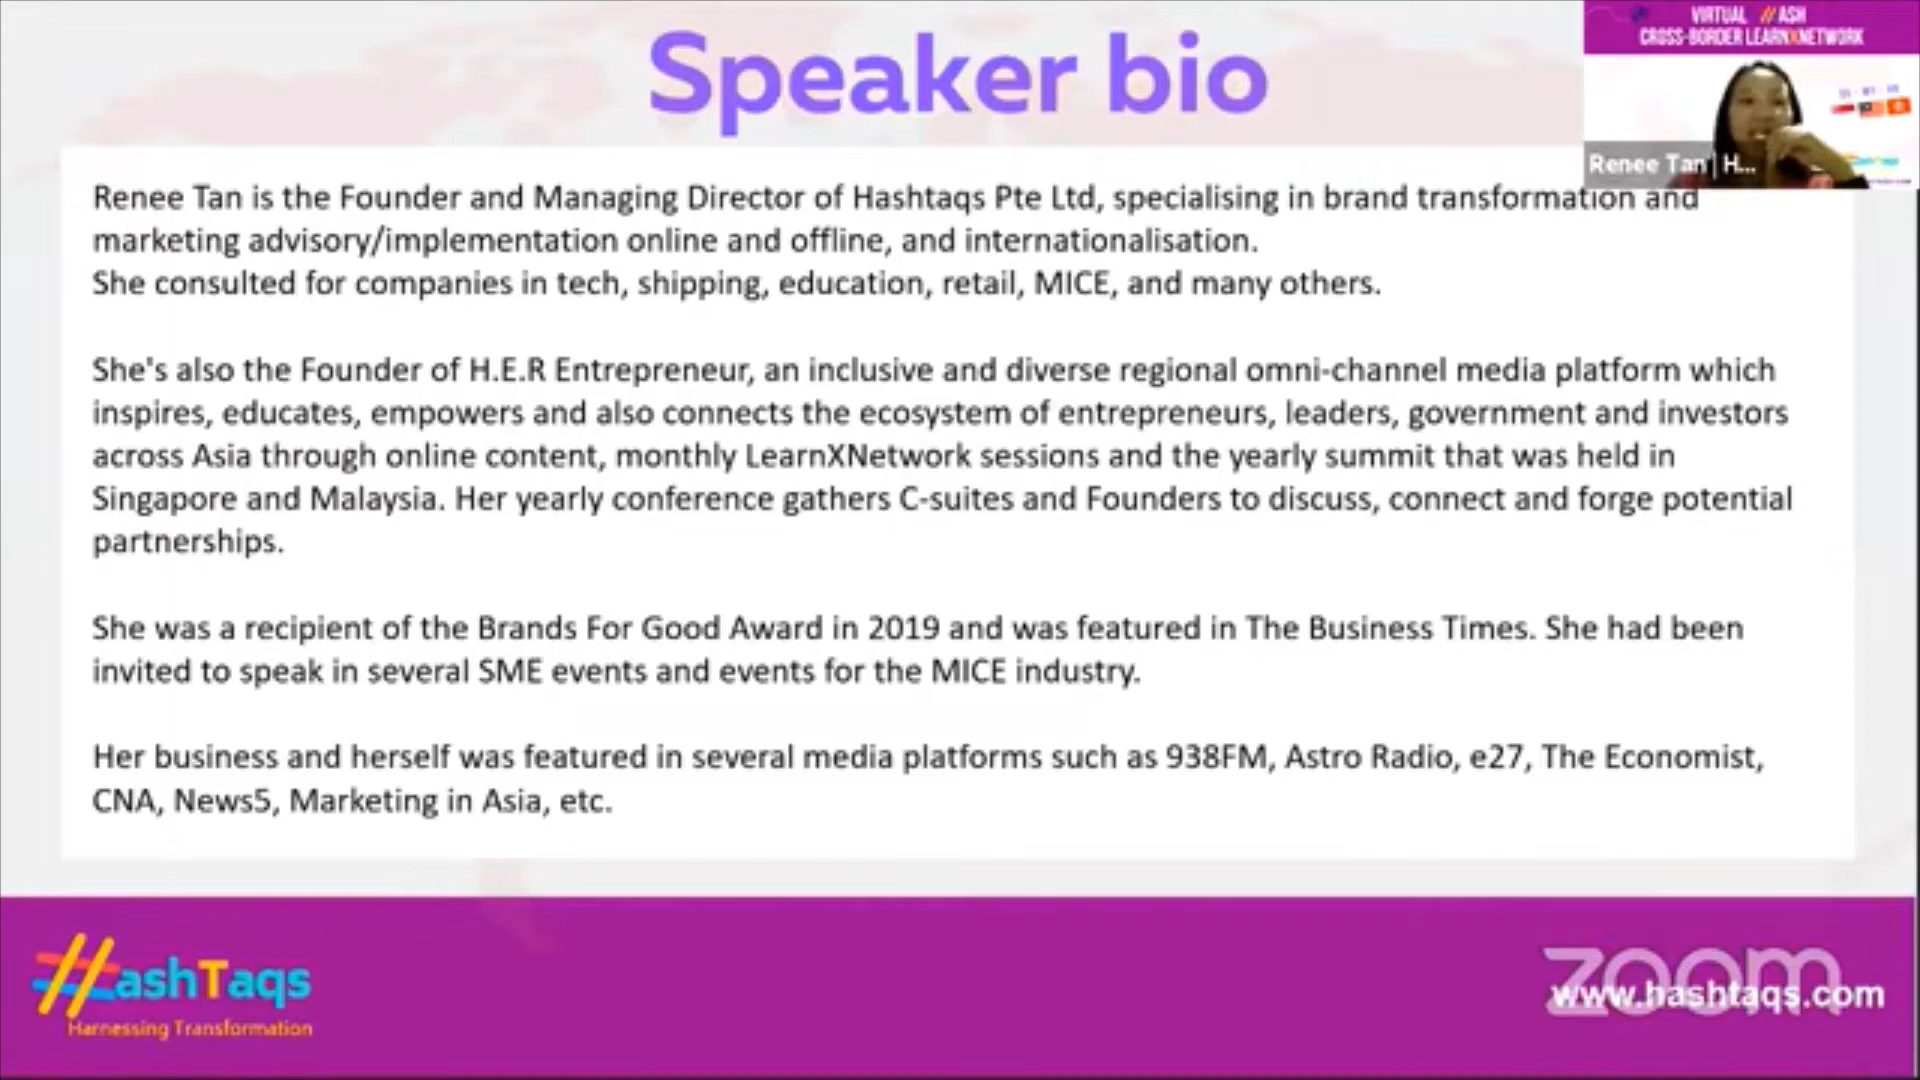 Speaker bio
VIRTUAL //ASH
CROSS-BORDER LEARNXNETWORK
Renee Tan | H...
Renee Tan is the Founder and Managing Director of Hashtaqs Pte Ltd, specialising in brand transformation and
marketing advisory/implementation online and offline, and internationalisation.
She consulted for companies in tech, shipping, education, retail, MICE, and many others.
She's also the Founder of H.E.R Entrepreneur, an inclusive and diverse regional omni-channel media platform which
inspires, educates, empowers and also connects the ecosystem of entrepreneurs, leaders, government and investors
across Asia through online content, monthly LearnXNetwork sessions and the yearly summit that was held in
Singapore and Malaysia. Her yearly conference gathers C-suites and Founders to discuss, connect and forge potential
partnerships.
She was a recipient of the Brands For Good Award in 2019 and was featured in The Business Times. She had been
invited to speak in several SME events and events for the MICE industry.
Her business and herself was featured in several media platforms such as 938FM, Astro Radio, e27, The Economist,
CNA, News5, Marketing in Asia, etc.
#ashTaqs
Harnessing Transformation
zoom
www.hashtaqs.com